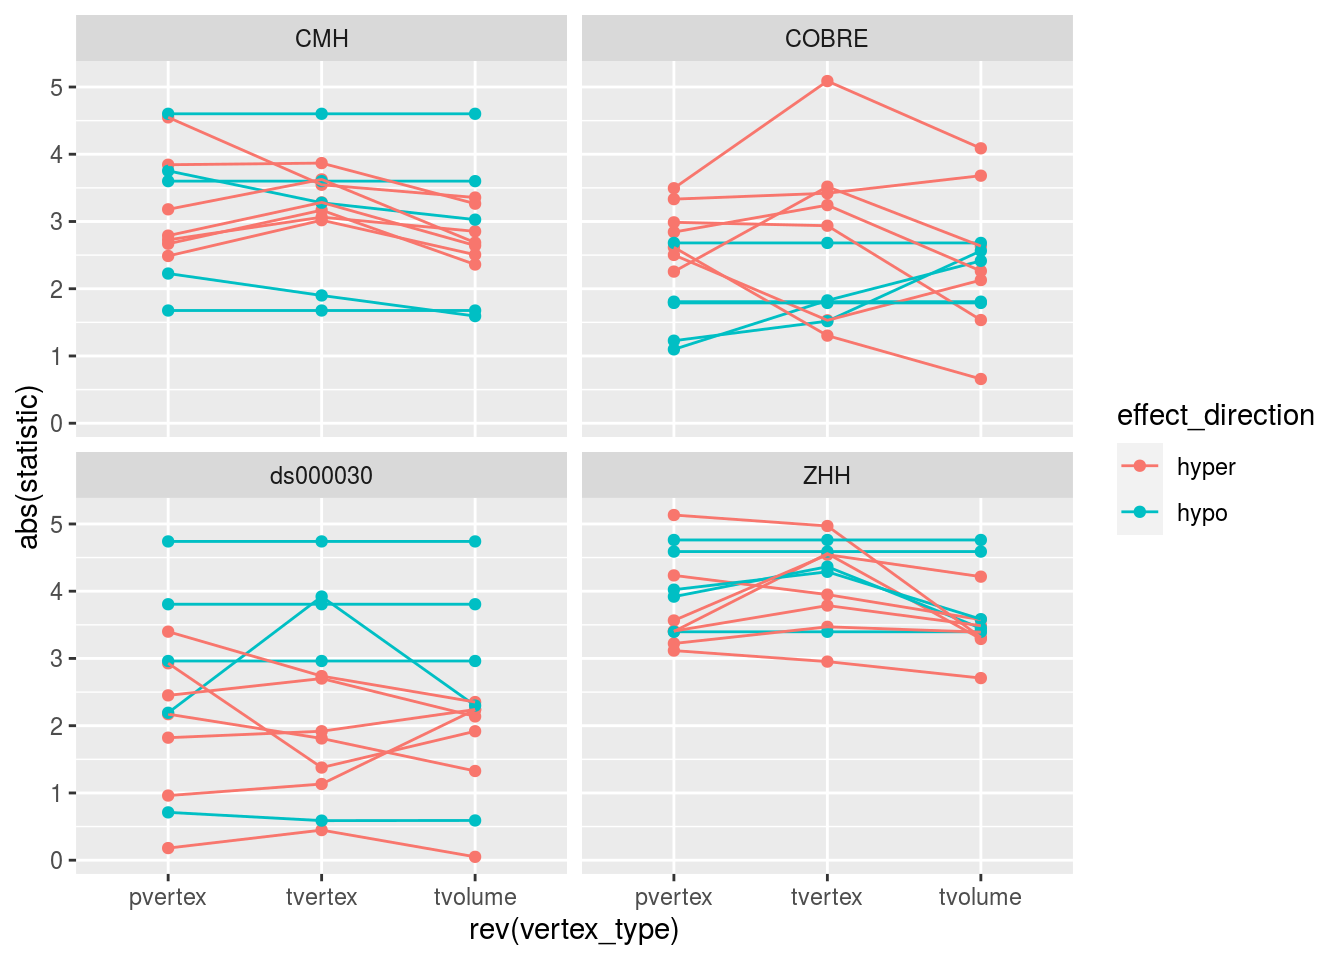 CMH
COBRE
5
4
3
2
1
0
ds000030
ZHH
5
4
3
2
1
0
pvertex
tvertex
tvolume
pvertex
tvertex
tvolume
rev(vertex_type)
abs(statistic)
effect_direction
hyper
hypo